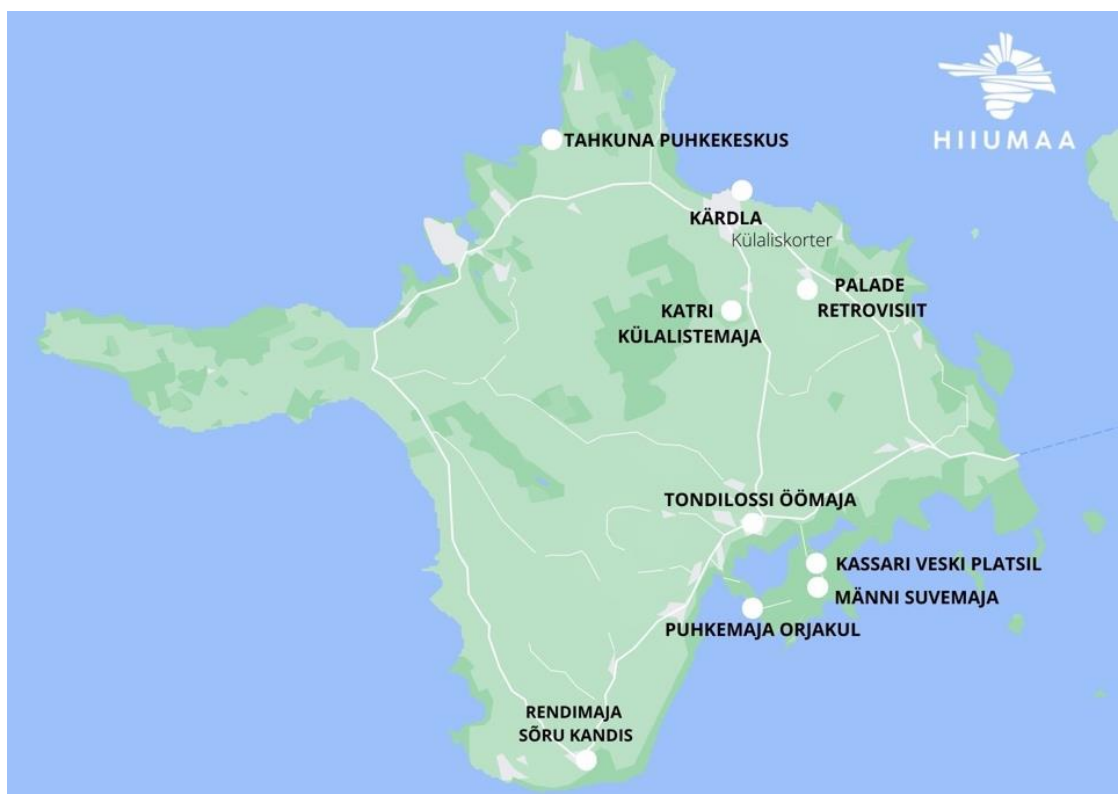 HIIUMAA
TAHKUNA PUHKEKESKUS
KÄRDLA
Külaliskorter
PALADE
RETROVISIIT
KATRI
KÜLALISTEMAJA
TONDILOSSI ÖÖMAJA
KASSARI VESKI PLATSIL
MÄNNI SUVEMAJA
PUHKEMAJA ORJAKUL
RENDIMAJA
SÕRU KANDIS